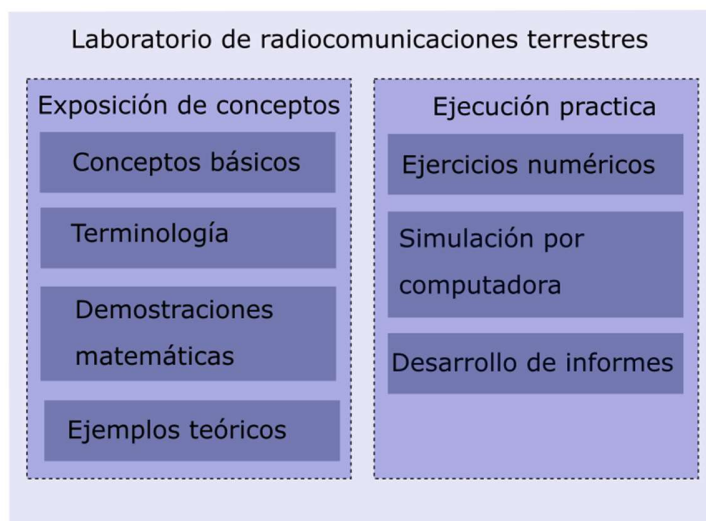 Laboratorio de radiocomunicaciones terrestres
Exposición de conceptos
Conceptos básicos
Terminología
Demostraciones
matemáticas
Ejemplos teóricos
Ejecución practica
Ejercicios numéricos
Simulación por
computadora
Desarrollo de informes